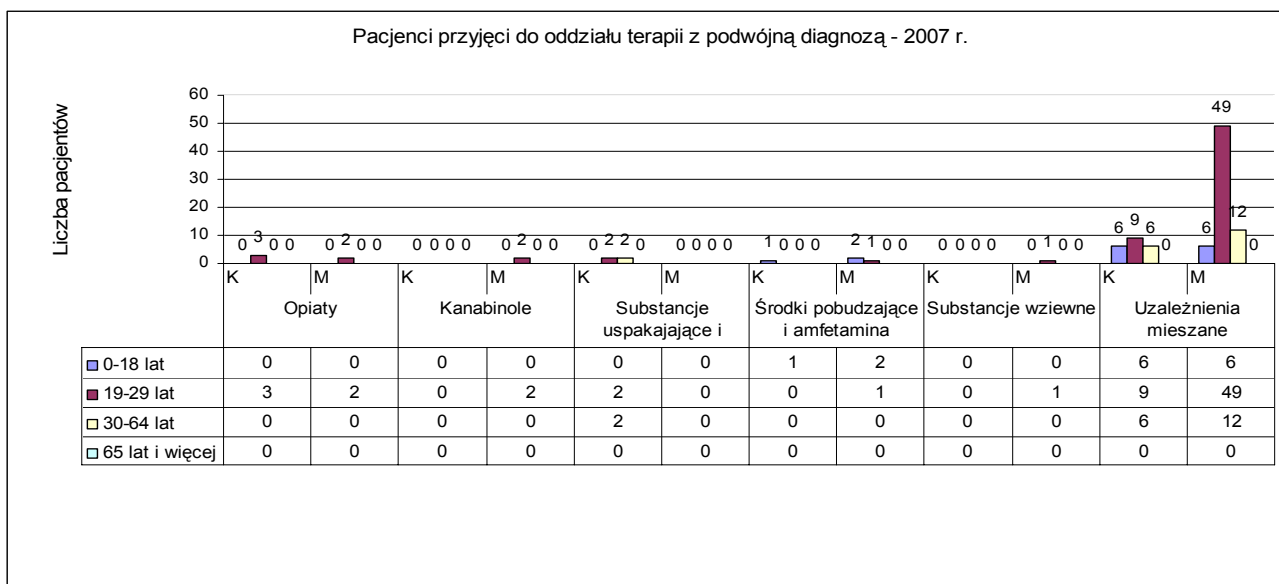 Pacjenci przyjęci do oddziału terapii z podwójną diagnozą - 2007 r.
Liczba pacjentów
60
50
40
30
20
10
0
0 3 0 0 0 2 0 0 0 0 0 0 0 2 0 0 0 2 2 0 0 0 0 0 1 0 0 0 2 1 0 0 0 0 0 0 0 1 0 0 6 9 6 0 6 49 12 0
K M K M K M K M K M K M
Opiaty Kanabinole Substancje uspakajające i Środki pobudzające i amfetamina Substancje wziewne Uzależnienia mieszane
0-18 lat 0 0 0 0 0 0 1 2 0 0 6 6
19-29 lat 3 2 0 2 2 0 0 1 0 1 9 49
30-64 lat 0 0 0 0 2 0 0 0 0 0 6 12
65 lat i więcej 0 0 0 0 0 0 0 0 0 0 0 0